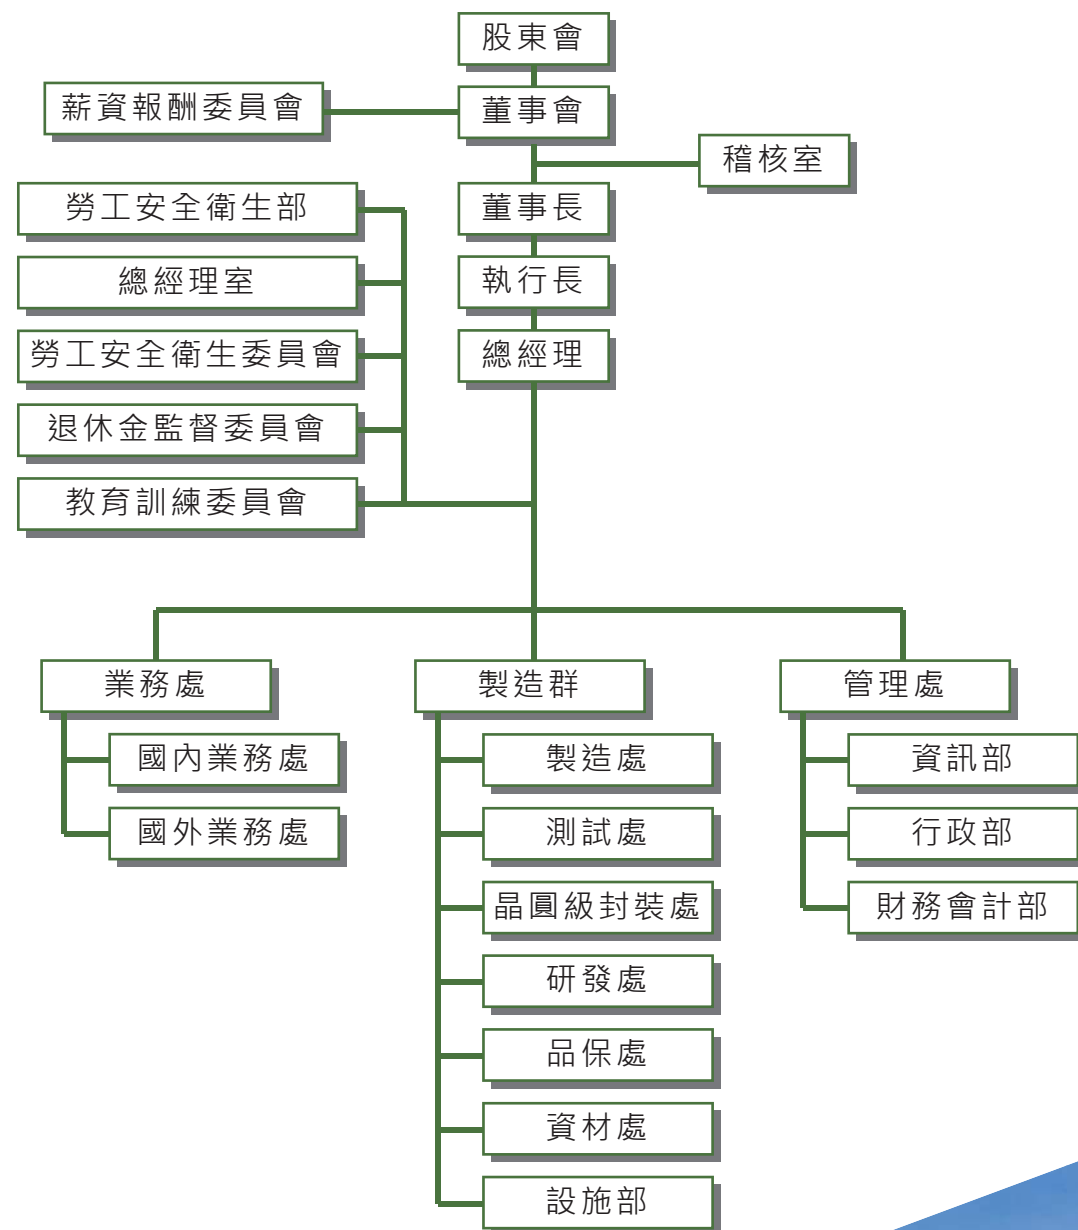 股東會
薪資報酬委員會
董事會
稽核室
勞工安全衛生部
董事長
總經理室
執行長
勞工安全衛生委員會
總經理
退休金監督委員會
教育訓練委員會
業務處
製造群
管理處
國內業務處
製造處
資訊部
國外業務處
測試處
行政部
晶圓級封裝處
財務會計部
研發處
品保處
資材處
設施部